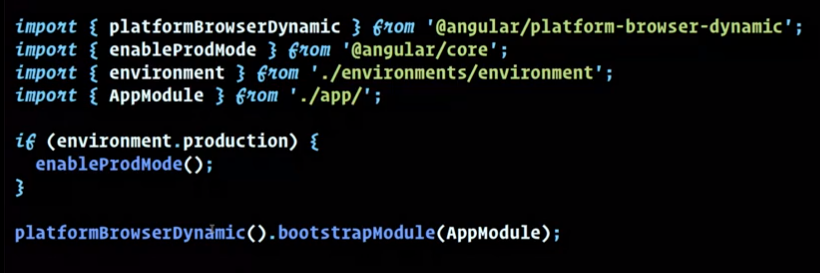 import { platformBrowserDynamic } from '@angular/platform-browser-dynamic';
import { enableProdMode } from '@angular/core';
import { environment } from './environments/environment';
import { AppModule } from './app/';
if (environment.production) {
  enableProdMode();
}
platformBrowserDynamic().bootstrapModule(AppModule);